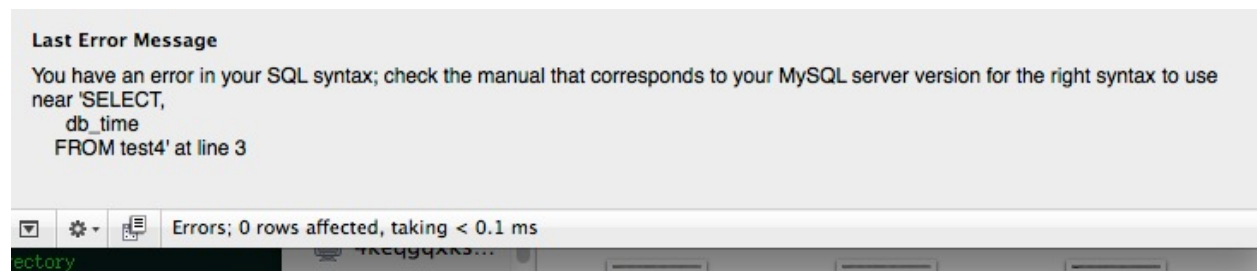 Last Error Message
You have an error in your SQL syntax; check the manual that corresponds to your MySQL server version for the right syntax to use
near 'SELECT,
db_time
FROM test4' at line 3
Errors; 0 rows affected, taking < 0.1 ms
ectory